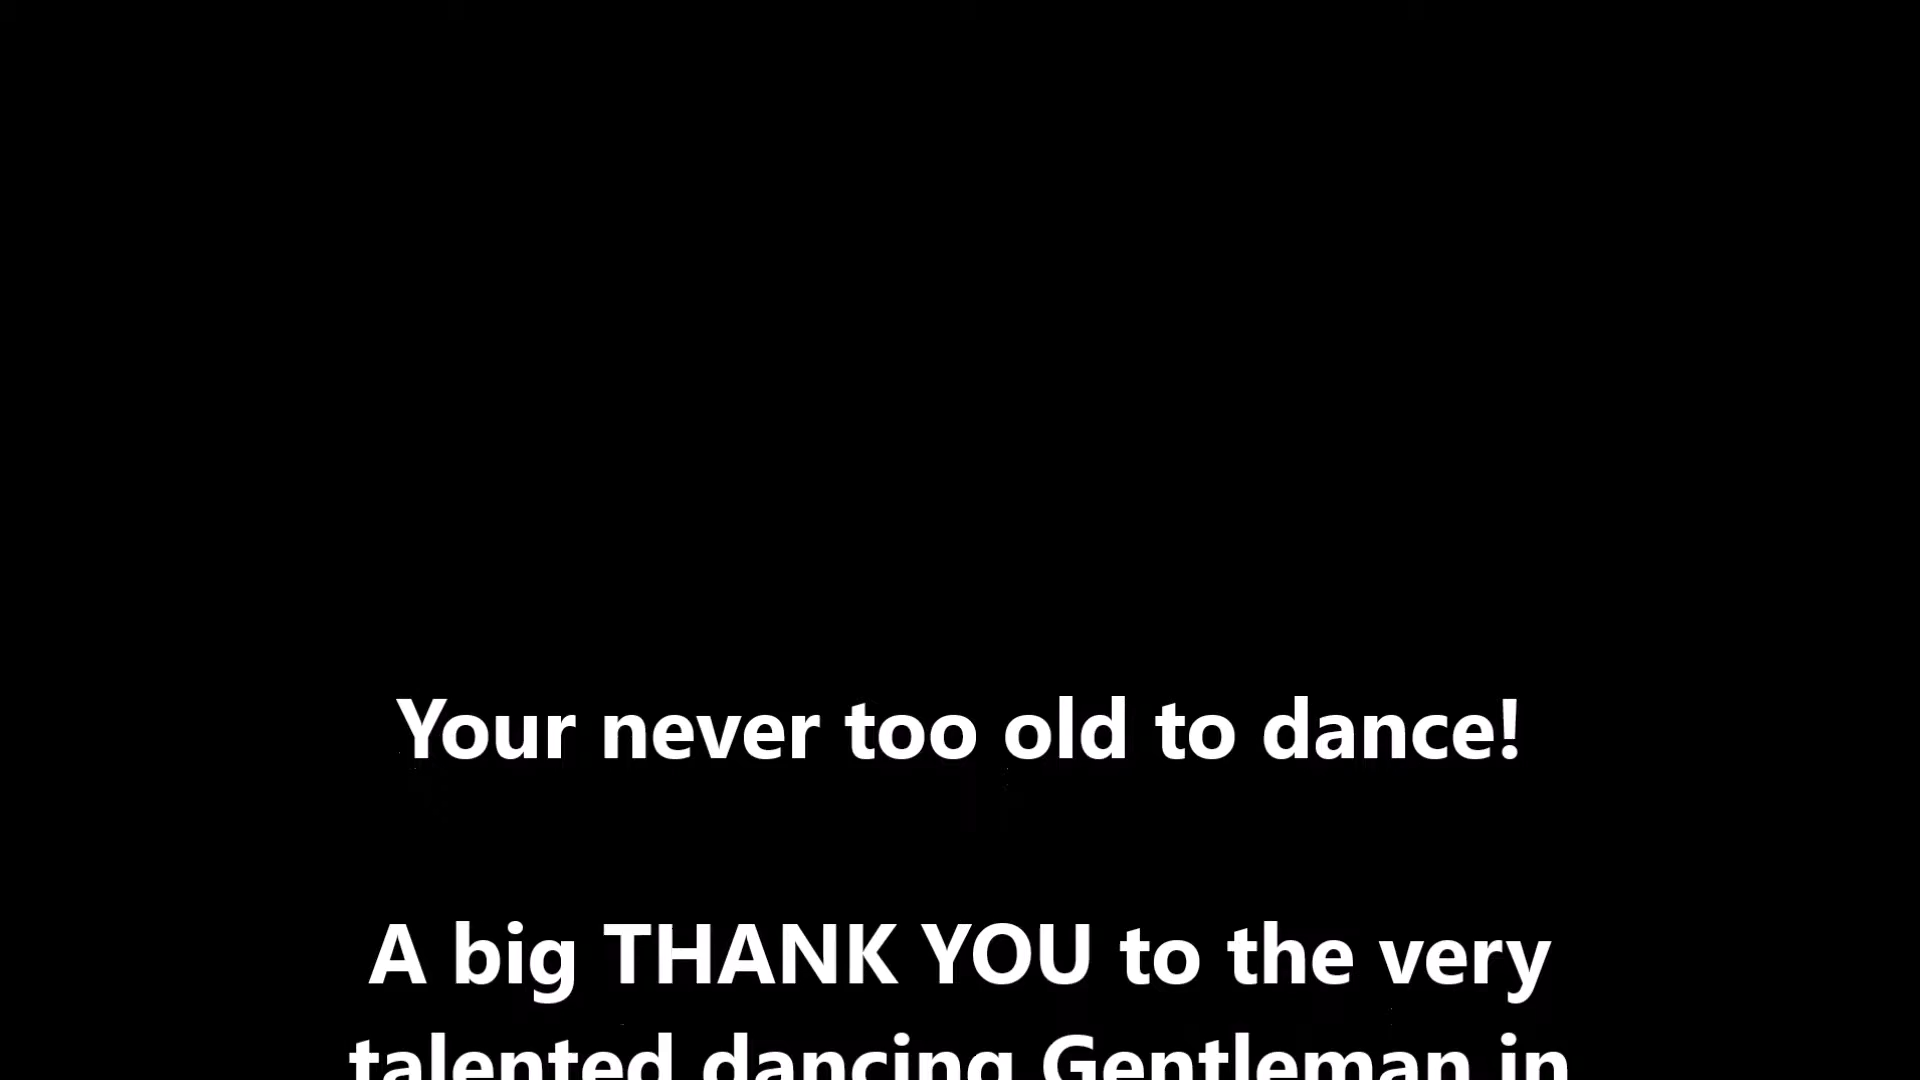 Your never too old to dance!
A big THANK YOU to the very
talented dancing Gentleman in